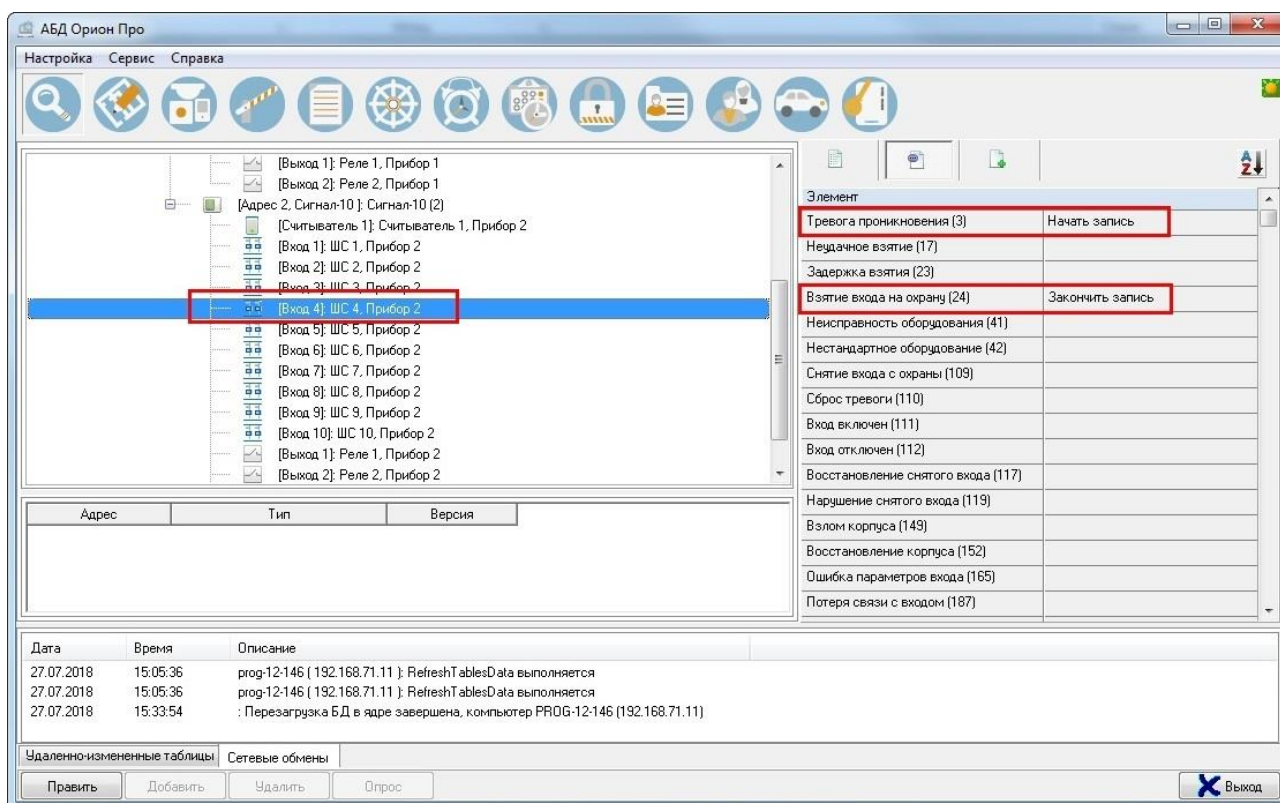 АБД Орион Про
Настройка Сервис Справка
[Выход 1]: Реле 1, Прибор 1
[Выход 2]: Реле 2, Прибор 1
[Адрес 2, Сигнал-10 ]: Сигнал-10 (2)
[Считыватель 1]: Считыватель 1, Прибор 2
[Вход 1]: ШС 1, Прибор 2
[Вход 2]: ШС 2, Прибор 2
[Вход 3]: ШС 3, Прибор 2
[Вход 4]: ШС 4, Прибор 2
[Вход 5]: ШС 5, Прибор 2
[Вход 6]: ШС 6, Прибор 2
[Вход 7]: ШС 7, Прибор 2
[Вход 8]: ШС 8, Прибор 2
[Вход 9]: ШС 9, Прибор 2
[Вход 10]: ШС 10, Прибор 2
[Выход 1]: Реле 1, Прибор 2
[Выход 2]: Реле 2, Прибор 2
Адрес Тип Версия
Элемент
Тревога проникновения (3) Начать запись
Неудачное взятие (17)
Задержка взятия (23)
Взятие входа на охрану (24) Закончить запись
Неисправность оборудования (41)
Нестандартное оборудование (42)
Снятие входа с охраны (109)
Сброс тревоги (110)
Вход включен (111)
Вход отключен (112)
Восстановление снятого входа (117)
Нарушение снятого входа (119)
Взлом корпуса (149)
Восстановление корпуса (152)
Ошибка параметров входа (165)
Потеря связи с входом (187)
Дата Время Описание
27.07.2018 15:05:36 prog-12-146 ( 192.168.71.11 ): RefreshTablesData выполняется
27.07.2018 15:05:36 prog-12-146 ( 192.168.71.11 ): RefreshTablesData выполняется
27.07.2018 15:33:54 : Перезагрузка БД в ядре завершена, компьютер PROG-12-146 (192.168.71.11)
Удаленно-измененные таблицы Сетевые обмены
Править Добавить Удалить Опрос Выход